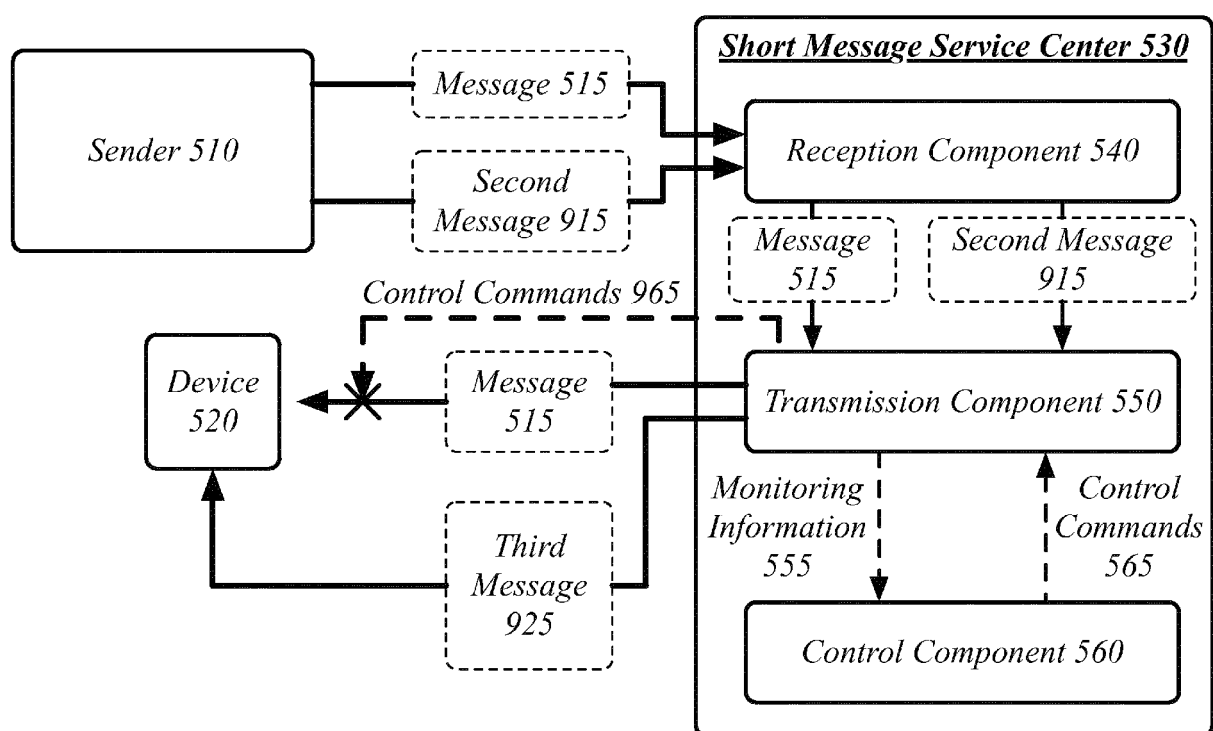 Short Message Service Center 530
Message 515
Sender 510
Reception Component 540
Second
Message 915
Message
515
Second Message
915
Control Commands 965
Device
520
Message
515
Transmission Component 550
Monitoring
Information
555
Control
Commands
565
Third
Message
925
Control Component 560